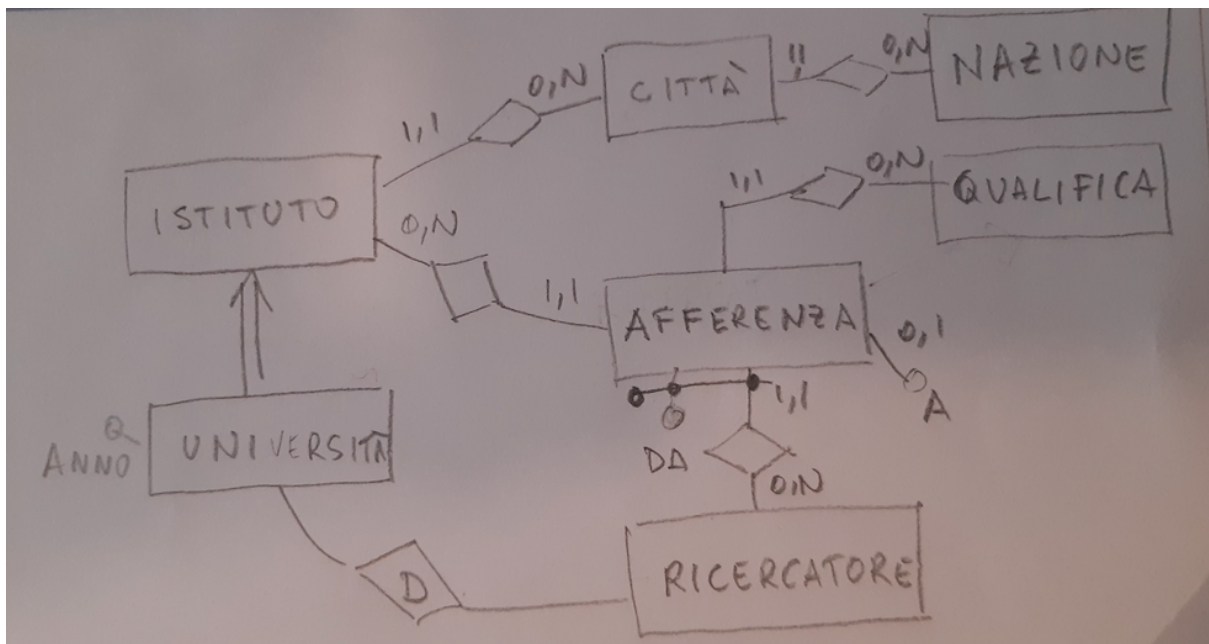 0,N
CITTÀ
1,1
0,N
NAZIONE
1,1
ISTITUTO
0,N
1,1
0,N
QUALIFICA
1,1
AFFERENZA
0,1
A
1,1
DA
0,N
ANNO
UNIVERSITÀ
D
RICERCATORE